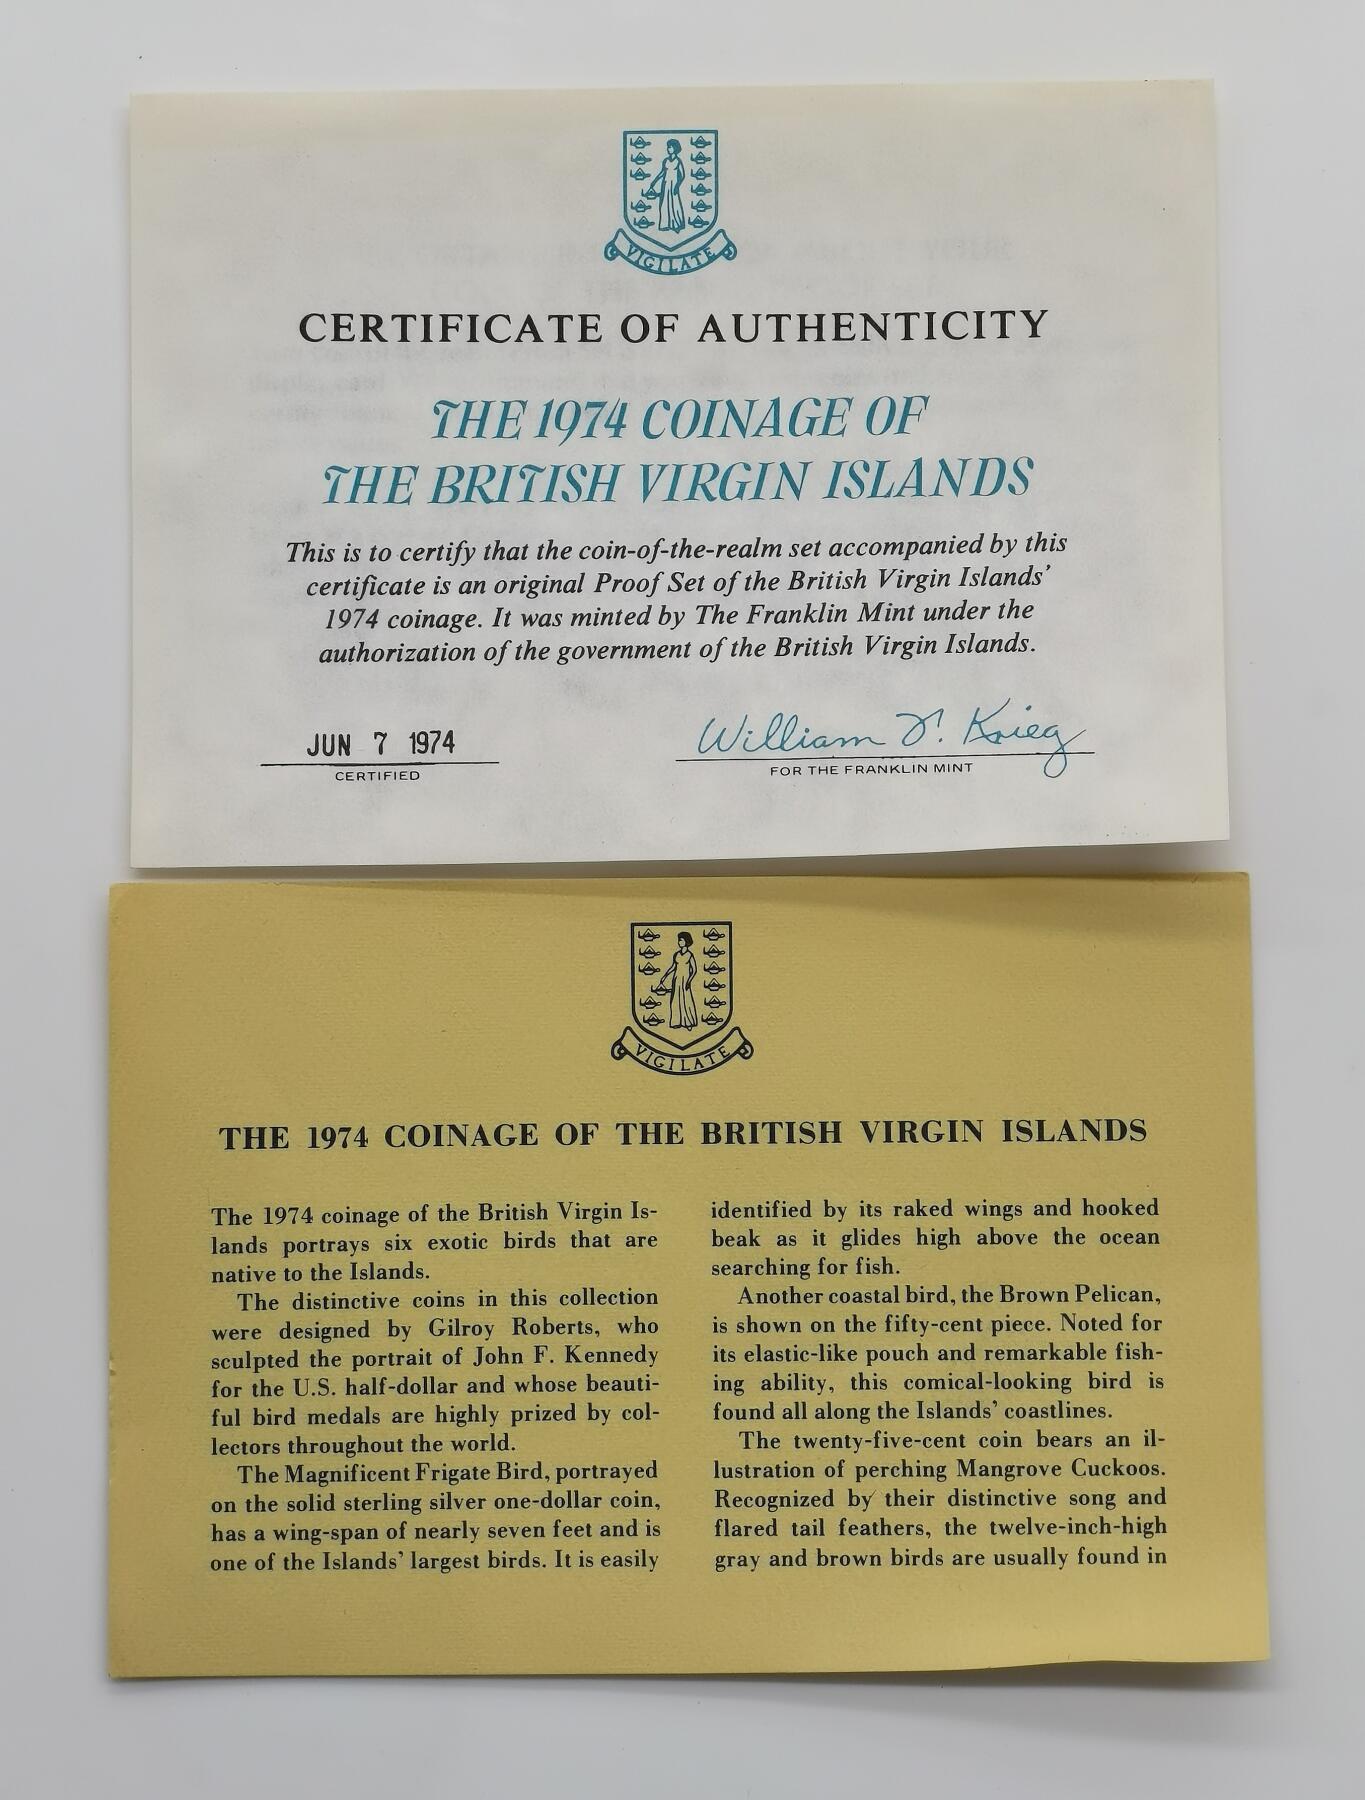 VIGILATE
CERTIFICATE OF AUTHENTICITY
THE 1974 COINAGE OF
THE BRITISH VIRGIN ISLANDS
This is to certify that the coin-of-the-realm set accompanied by this
certificate is an original Proof Set of the British Virgin Islands'
1974 coinage. It was minted by The Franklin Mint under the
authorization of the government of the British Virgin Islands.
JUN 7 1974
CERTIFIED
William T. Krieg
FOR THE FRANKLIN MINT
VIGILATE
THE 1974 COINAGE OF THE BRITISH VIRGIN ISLANDS
The 1974 coinage of the British Virgin Is-
lands portrays six exotic birds that are
native to the Islands.
The distinctive coins in this collection
were designed by Gilroy Roberts, who
sculpted the portrait of John F. Kennedy
for the U.S. half-dollar and whose beauti-
ful bird medals are highly prized by col-
lectors throughout the world.
The Magnificent Frigate Bird, portrayed
on the solid sterling silver one-dollar coin,
has a wing-span of nearly seven feet and is
one of the Islands' largest birds. It is easily
identified by its raked wings and hooked
beak as it glides high above the ocean
searching for fish.
Another coastal bird, the Brown Pelican,
is shown on the fifty-cent piece. Noted for
its elastic-like pouch and remarkable fish-
ing ability, this comical-looking bird is
found all along the Islands' coastlines.
The twenty-five-cent coin bears an il-
lustration of perching Mangrove Cuckoos.
Recognized by their distinctive song and
flared tail feathers, the twelve-inch-high
gray and brown birds are usually found in